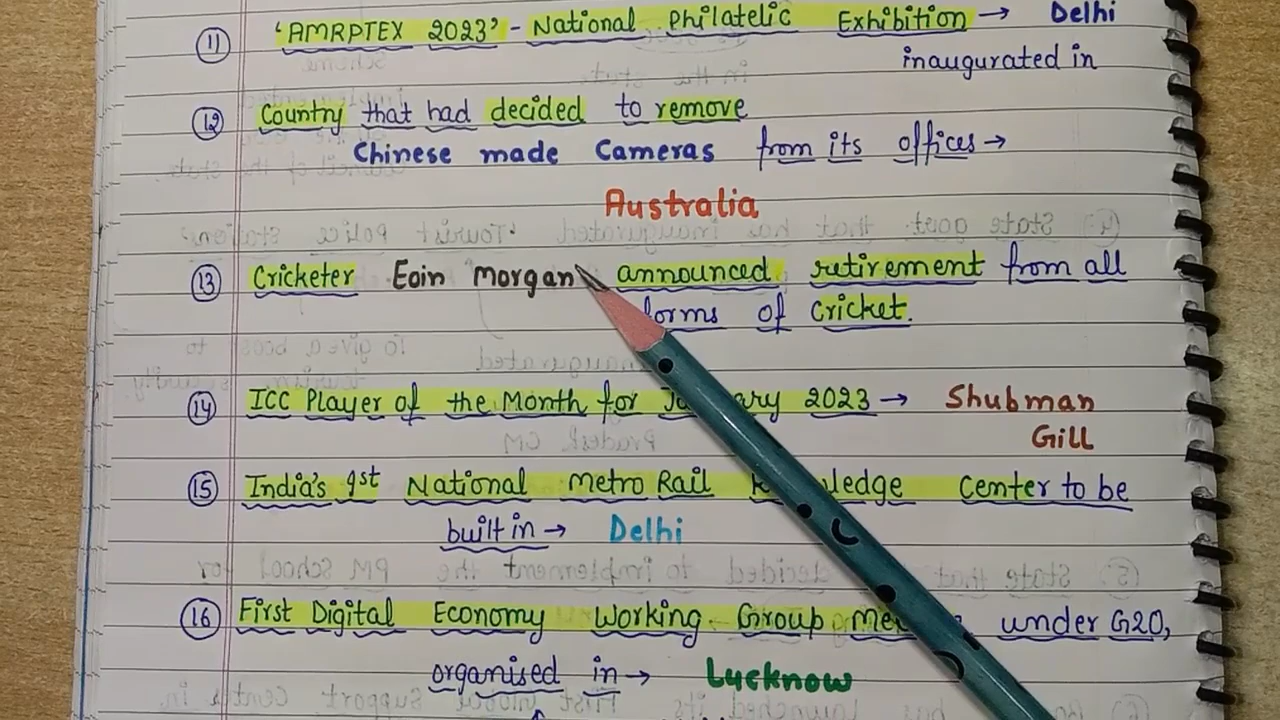 (11) 'AMRPTEX 2023' - National Philatelic Exhibition → Delhi
inaugurated in
(12) Country that had decided to remove
Chinese made Cameras from its offices →
Australia
(13) Cricketer Eoin Morgan announced retirement from all
forms of Cricket.
(14) ICC Player of the Month for January 2023 → Shubman
Gill
(15) India's 1st National Metro Rail Knowledge Center to be
built in → Delhi
(16) First Digital Economy Working Group Meeting under G20,
organised in → Lucknow